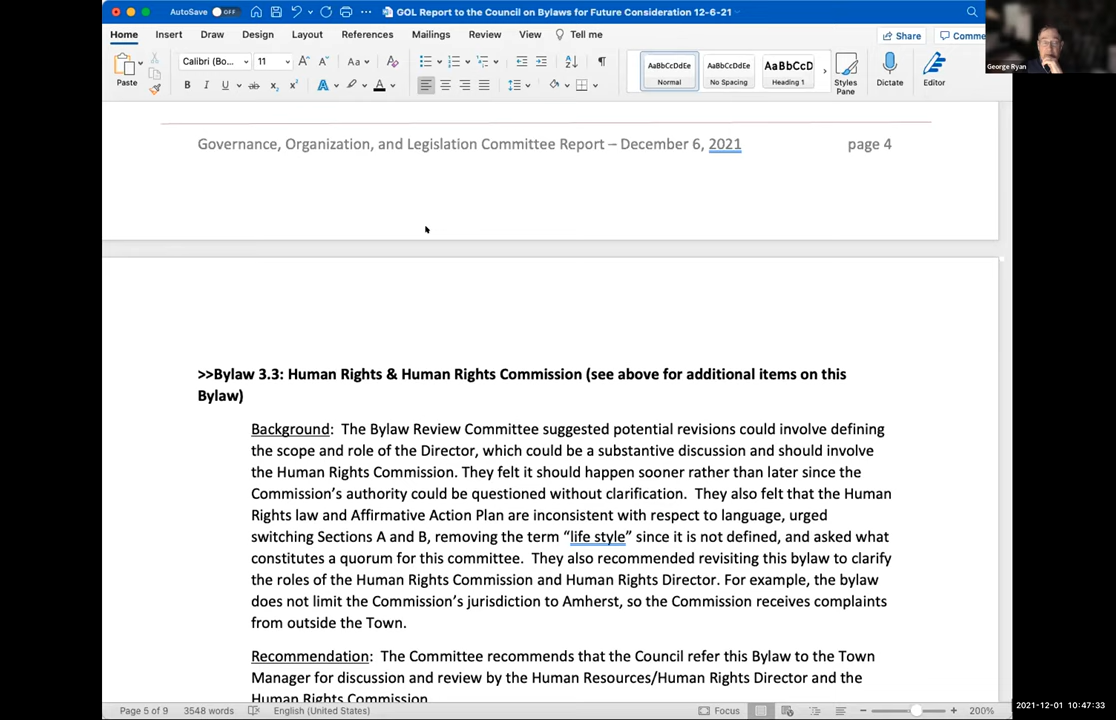 AutoSave OFF GOL Report to the Council on Bylaws for Future Consideration 12-6-21
George Ryan
Home Insert Draw Design Layout References Mailings Review View Tell me Share Comme
Paste Calibri (Bo... 11 AaBbCcDdEe Normal AaBbCcDdEe No Spacing AaBbCcD Heading 1 Styles Pane Dictate Editor
Governance, Organization, and Legislation Committee Report – December 6, 2021 page 4
>>Bylaw 3.3: Human Rights & Human Rights Commission (see above for additional items on this
Bylaw)
Background: The Bylaw Review Committee suggested potential revisions could involve defining
the scope and role of the Director, which could be a substantive discussion and should involve
the Human Rights Commission. They felt it should happen sooner rather than later since the
Commission's authority could be questioned without clarification. They also felt that the Human
Rights law and Affirmative Action Plan are inconsistent with respect to language, urged
switching Sections A and B, removing the term “life style” since it is not defined, and asked what
constitutes a quorum for this committee. They also recommended revisiting this bylaw to clarify
the roles of the Human Rights Commission and Human Rights Director. For example, the bylaw
does not limit the Commission's jurisdiction to Amherst, so the Commission receives complaints
from outside the Town.
Recommendation: The Committee recommends that the Council refer this Bylaw to the Town
Manager for discussion and review by the Human Resources/Human Rights Director and the
Human Rights Commission.
Page 5 of 9 3548 words English (United States) Focus 200%
2021-12-01 10:47:33